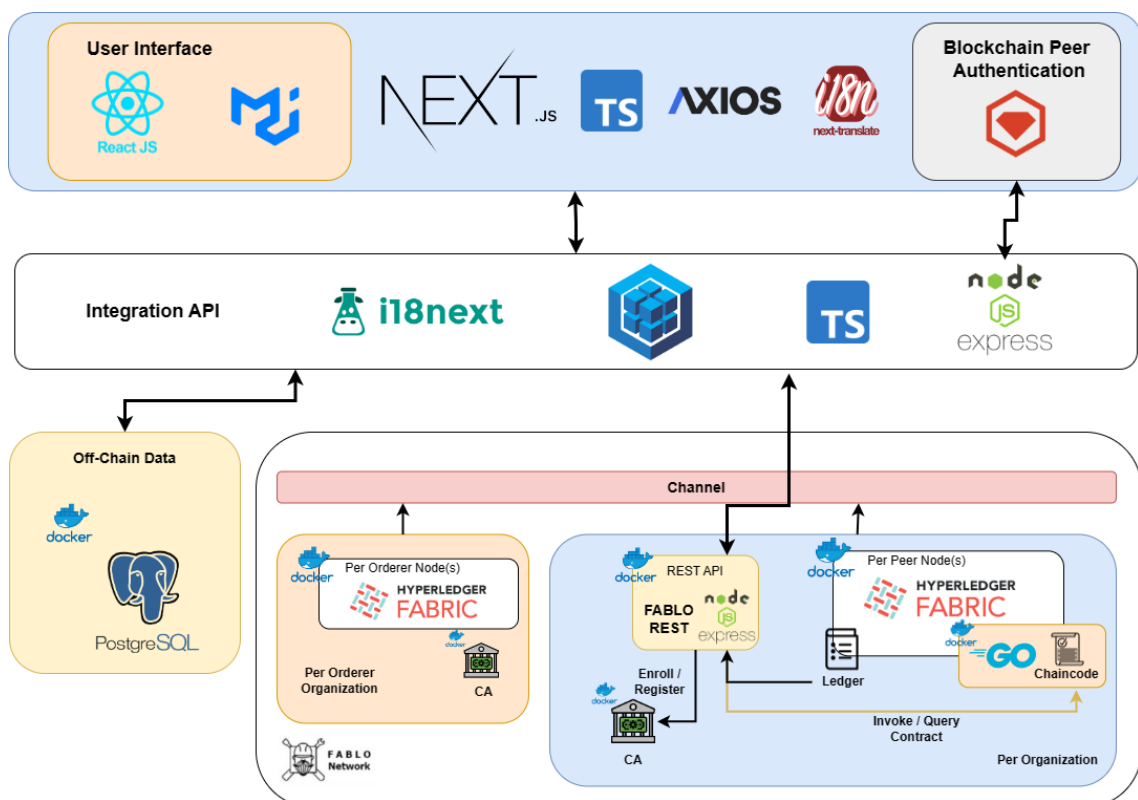 User Interface
React JS
NEXT.JS
TS
AXIOS
i18n
next-translate
Blockchain Peer
Authentication
Integration API
i18next
TS
node
JS
express
Off-Chain Data
docker
PostgreSQL
Channel
docker
Per Orderer Node(s)
HYPERLEDGER
FABRIC
docker
CA
Per Orderer
Organization
FABLO
Network
docker
REST API
FABLO
REST
node
JS
express
Enroll /
Register
docker
CA
docker
Per Peer Node(s)
HYPERLEDGER
FABRIC
Ledger
docker
GO
Chaincode
Invoke / Query
Contract
Per Organization